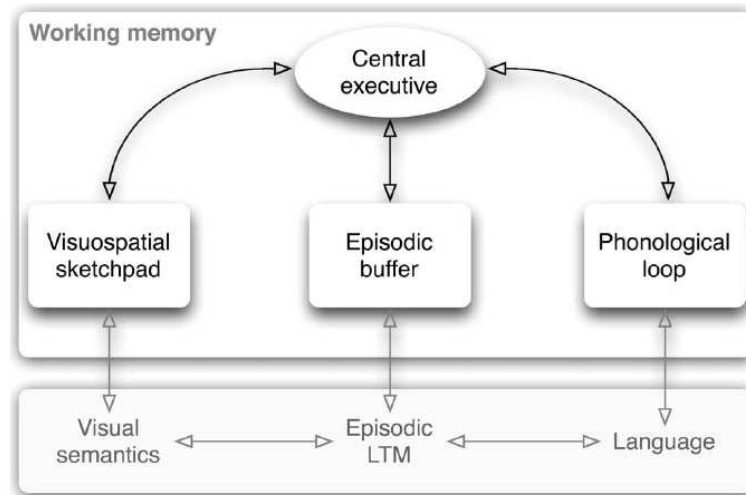 Working memory
Central
executive
Visuospatial
sketchpad
Episodic
buffer
Phonological
loop
Visual
semantics
Episodic
LTM
Language